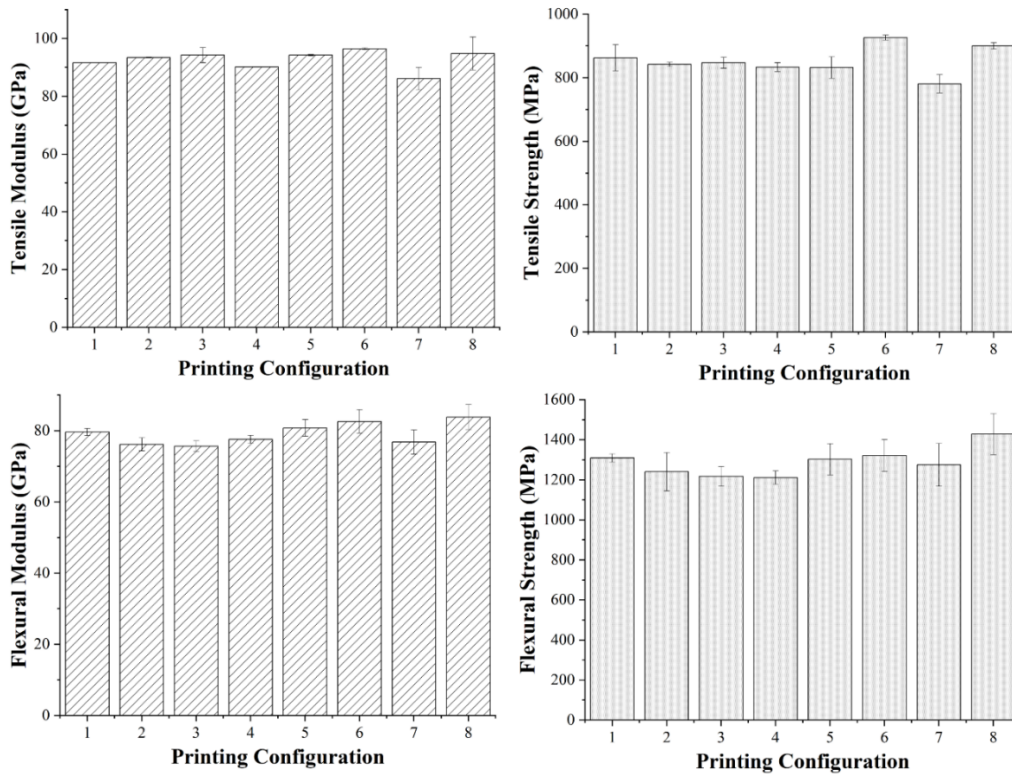 Tensile Modulus (GPa)
100
80
60
40
20
0
1 2 3 4 5 6 7 8
Printing Configuration
Tensile Strength (MPa)
1000
800
600
400
200
0
1 2 3 4 5 6 7 8
Printing Configuration
Flexural Modulus (GPa)
80
60
40
20
0
1 2 3 4 5 6 7 8
Printing Configuration
Flexural Strength (MPa)
1600
1400
1200
1000
800
600
400
200
0
1 2 3 4 5 6 7 8
Printing Configuration